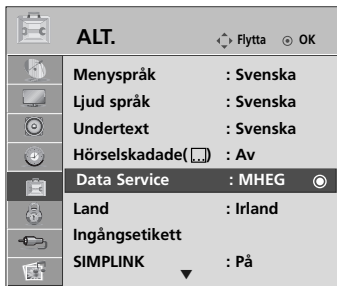 ALT. Flytta OK
Menyspråk : Svenska
Ljud språk : Svenska
Undertext : Svenska
Hörselskadade( ) : Av
Data Service : MHEG
Land : Irland
Ingångsetikett
SIMPLINK : På